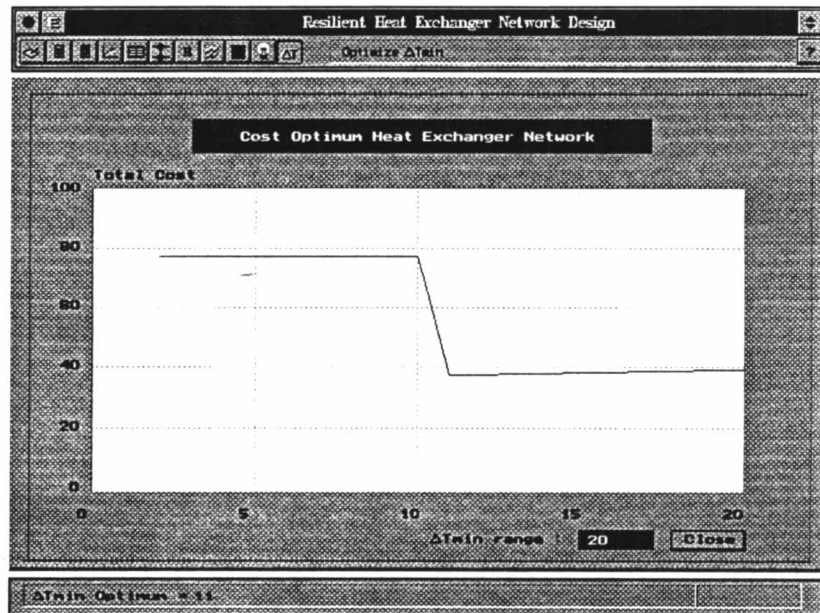 Resilient Heat Exchanger Network Design
ΔT Optimize ΔTmin ?
Cost Optimum Heat Exchanger Network
Total Cost
100
80
60
40
20
0
0 5 10 15 20
ΔTmin range : 20 Close
ΔTmin Optimum = 11